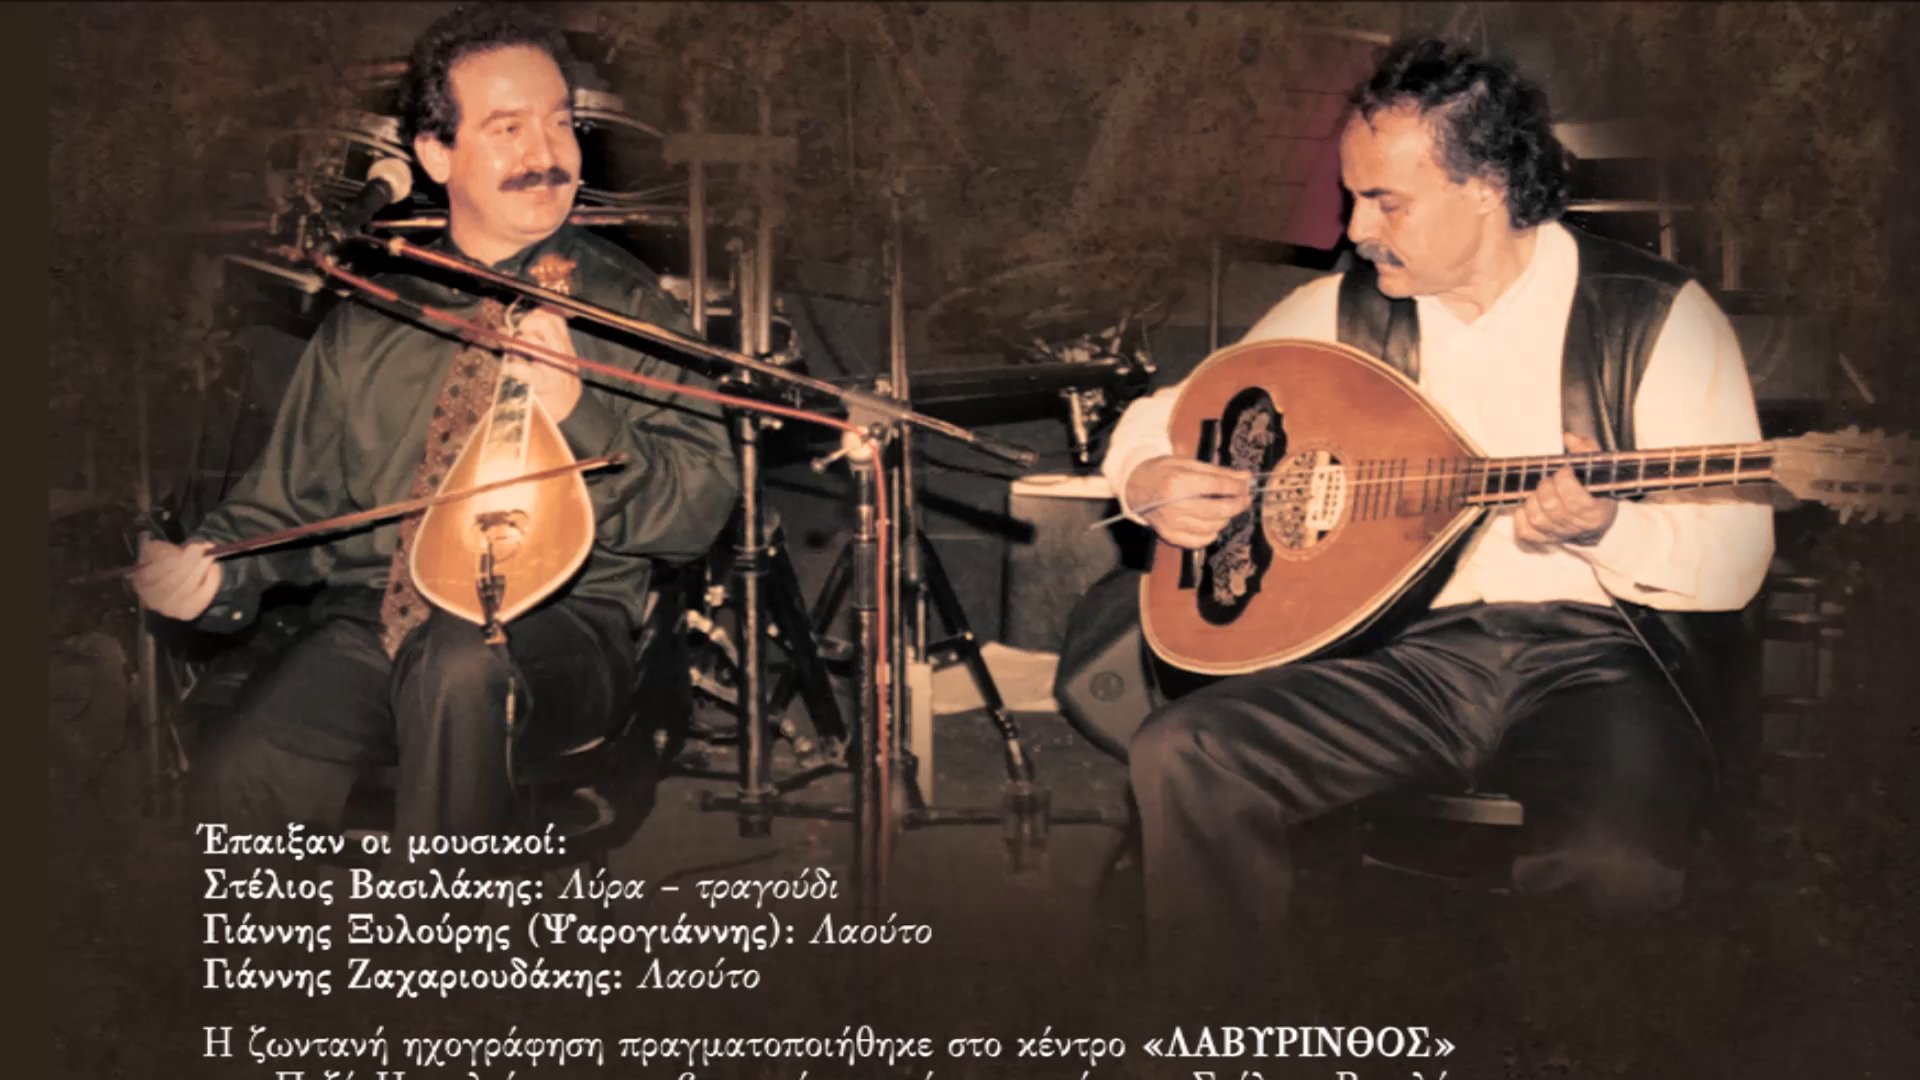 Έπαιξαν οι μουσικοί:
Στέλιος Βασιλάκης: Λύρα – τραγούδι
Γιάννης Ξυλούρης (Ψαρογιάννης): Λαούτο
Γιάννης Ζαχαριουδάκης: Λαούτο
Η ζωντανή ηχογράφηση πραγματοποιήθηκε στο κέντρο «ΛΑΒΥΡΙΝΘΟΣ»